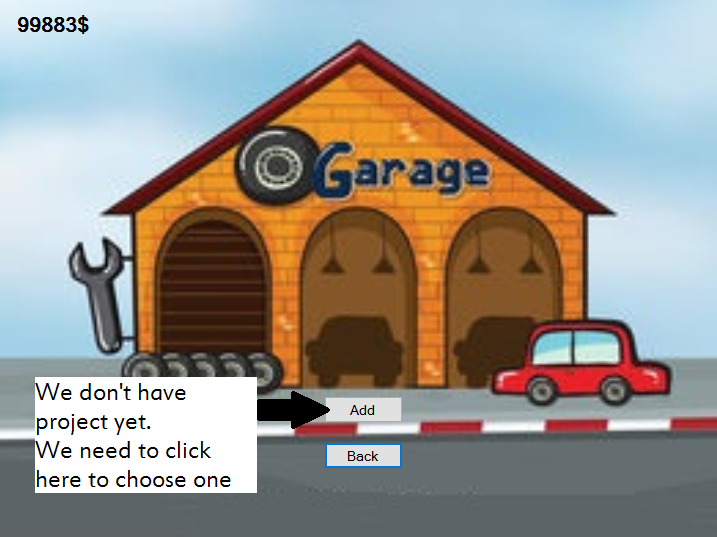 99883$
Garage
We don't have
project yet.
We need to click
here to choose one
Add
Back